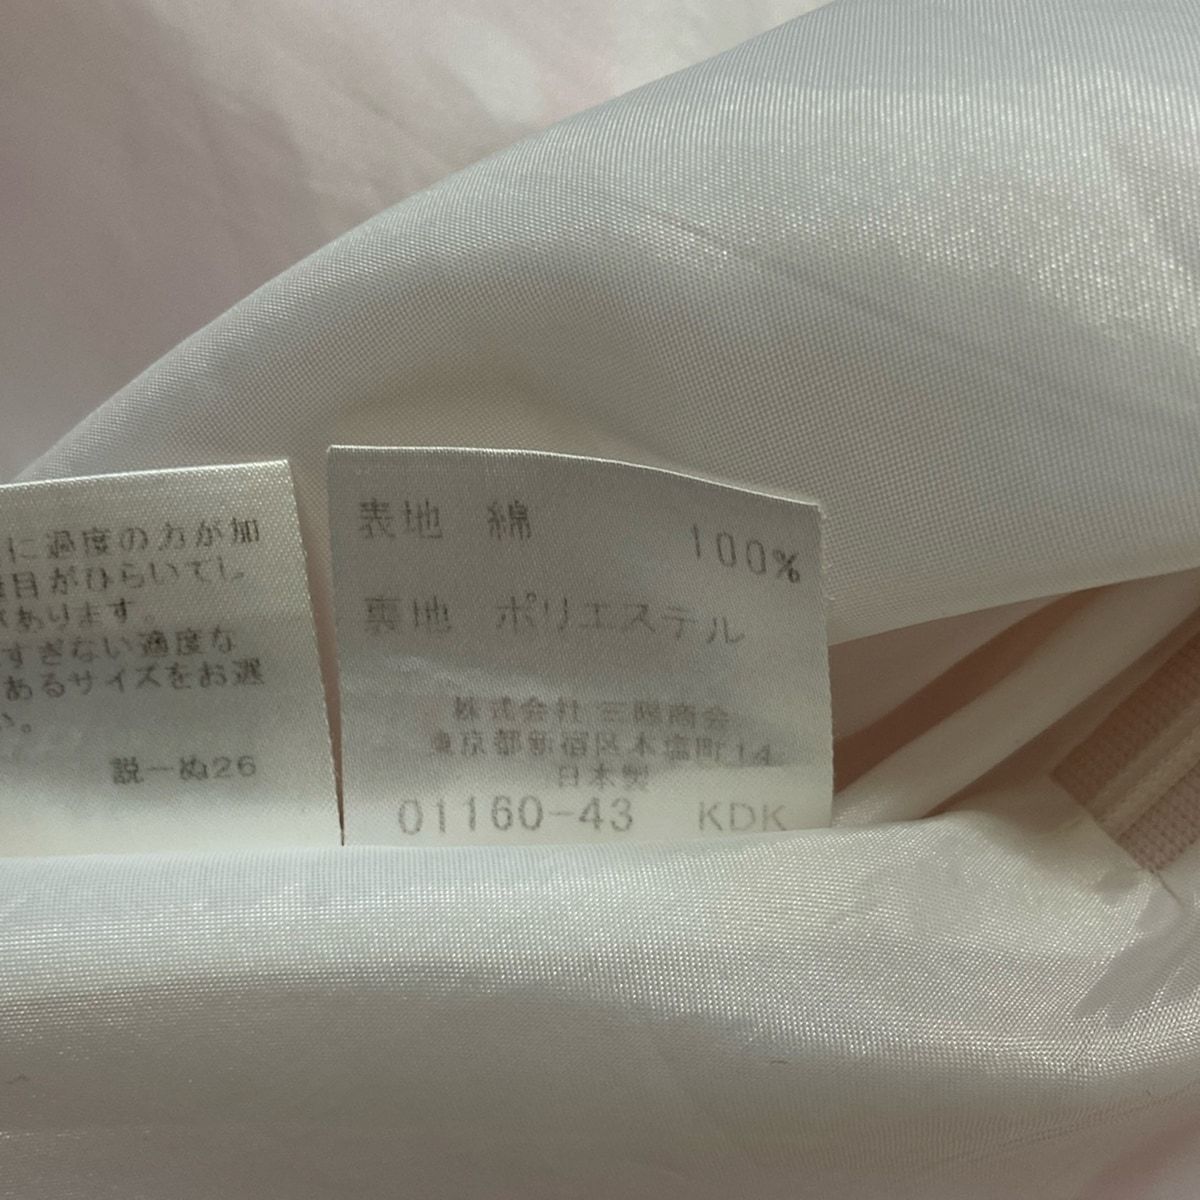 に過度の力が加
目がひらいてし
あります。
すぎない適度な
あるサイズをお選
い。
説-ぬ26
表地 綿 100%
裏地 ポリエステル
株式会社 三陽商会
東京都新宿区本塩町14
日本製
01160-43 KDK